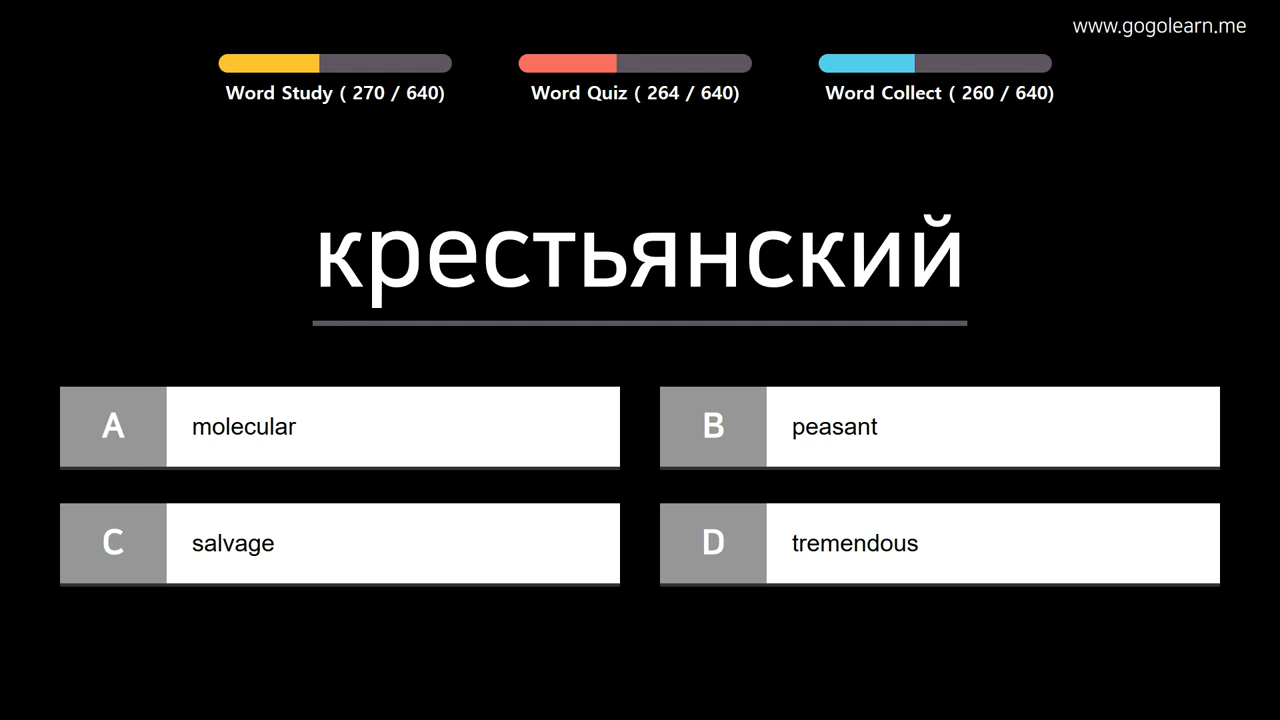 www.gogolearn.me
Word Study ( 270 / 640)
Word Quiz ( 264 / 640)
Word Collect ( 260 / 640)
крестьянский
A molecular
B peasant
C salvage
D tremendous